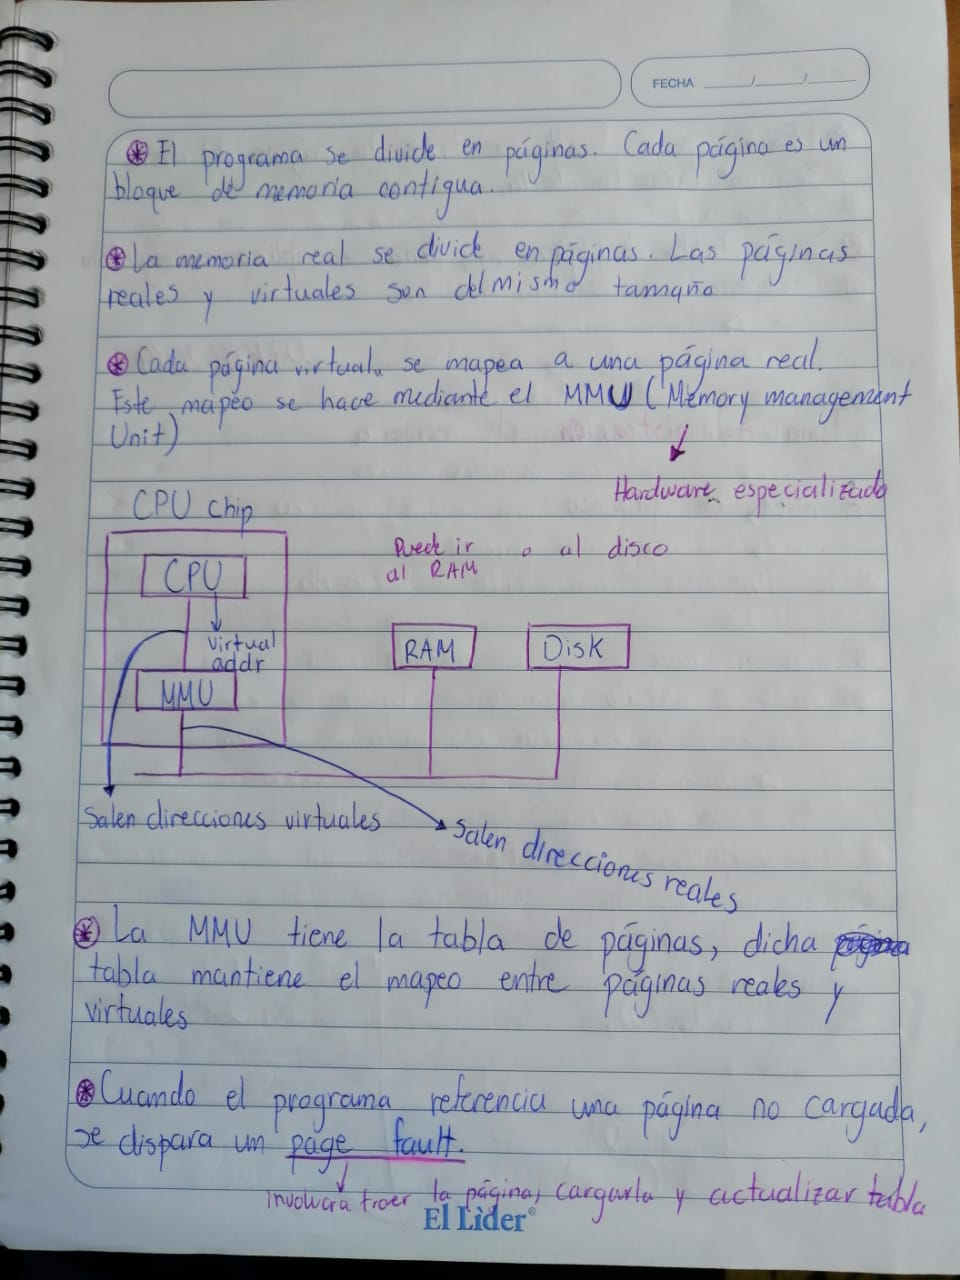 FECHA ___/___/___
⊛ El programa se divide en páginas. Cada página es un
bloque de memoria contigua.
⊛ La memoria real se divide en páginas. Las páginas
reales y virtuales son del mismo tamaño
⊛ Cada página virtual se mapea a una página real.
Este mapeo se hace mediante el MMU (Memory management
Unit)
Hardware especializado
CPU chip
Puede ir o al disco
al RAM
CPU
virtual
addr
RAM
Disk
MMU
Salen direcciones virtuales
Salen direcciones reales
⊛ La MMU tiene la tabla de páginas, dicha
tabla mantiene el mapeo entre páginas reales y
virtuales
⊛ Cuando el programa referencia una página no cargada,
se dispara un page fault.
involucra traer la página, cargarla y actualizar tabla
El Lider®